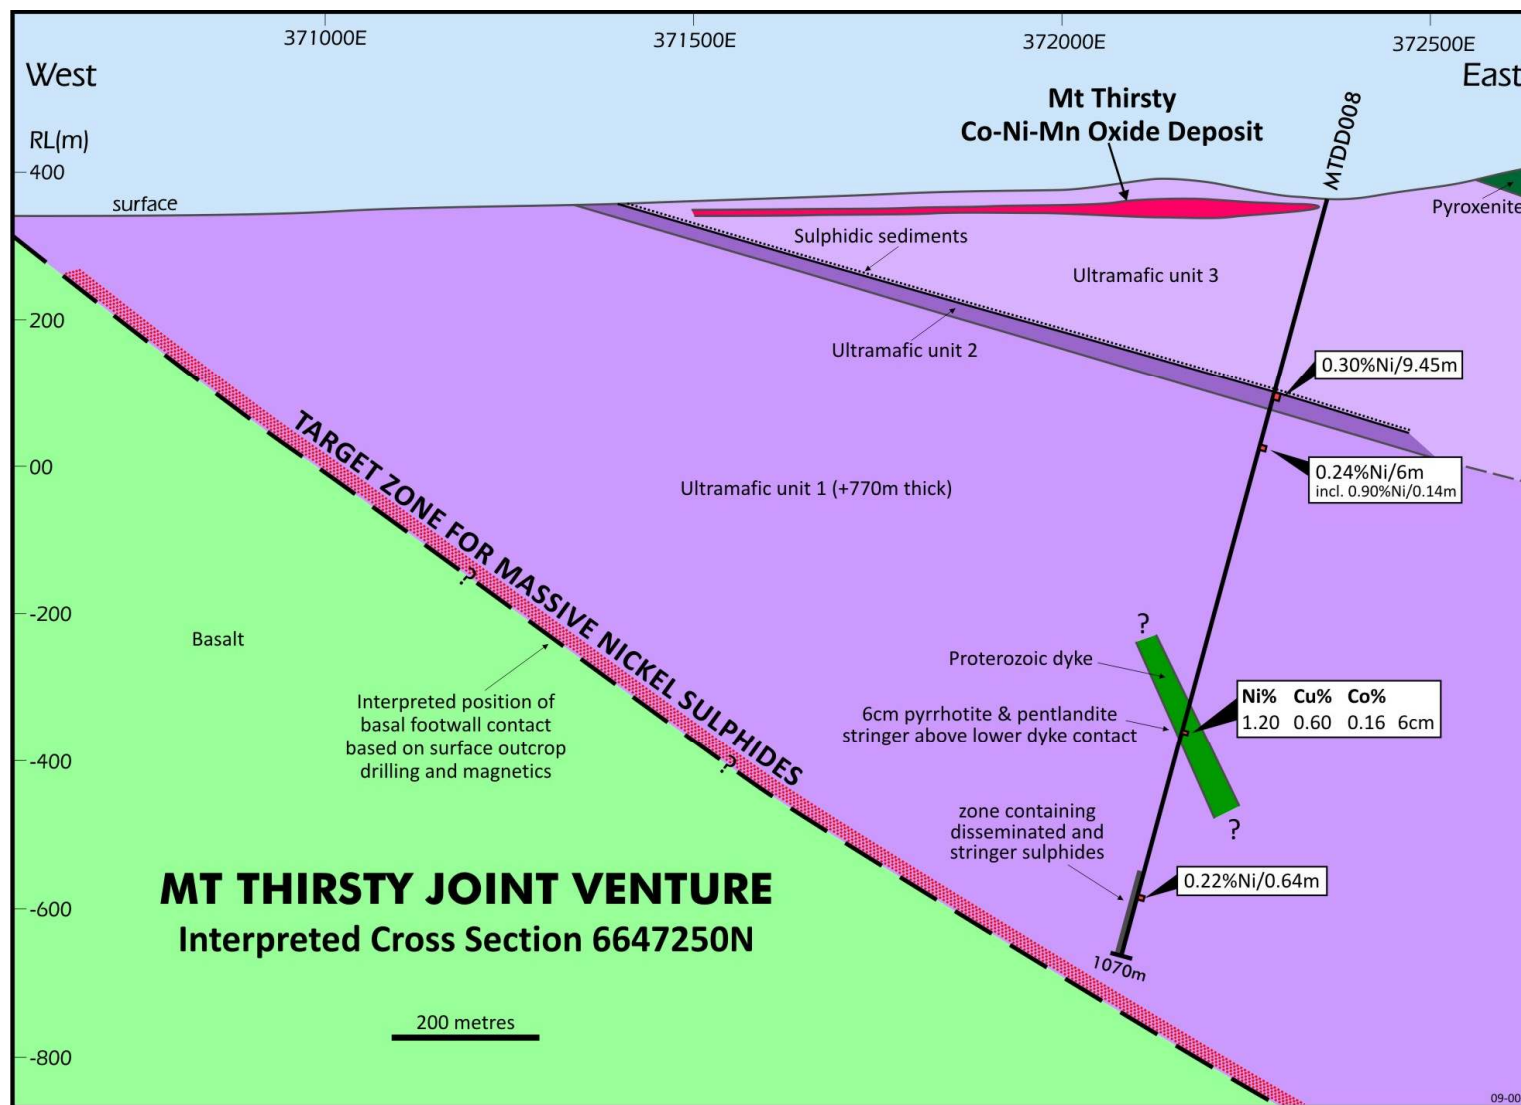 371000E
371500E
372000E
372500E
West
East
Mt Thirsty
Co-Ni-Mn Oxide Deposit
MTDD008
RL(m)
400
surface
Pyroxenite
Sulphidic sediments
Ultramafic unit 3
200
Ultramafic unit 2
0.30%Ni/9.45m
00
0.24%Ni/6m
incl. 0.90%Ni/0.14m
Ultramafic unit 1 (+770m thick)
TARGET ZONE FOR MASSIVE NICKEL SULPHIDES
?
?
-200
Basalt
?
Proterozoic dyke
Interpreted position of
basal footwall contact
based on surface outcrop
drilling and magnetics
6cm pyrrhotite & pentlandite
stringer above lower dyke contact
Ni% Cu% Co%
1.20 0.60 0.16 6cm
-400
?
zone containing
disseminated and
stringer sulphides
0.22%Ni/0.64m
MT THIRSTY JOINT VENTURE
Interpreted Cross Section 6647250N
-600
1070m
200 metres
-800
09-00